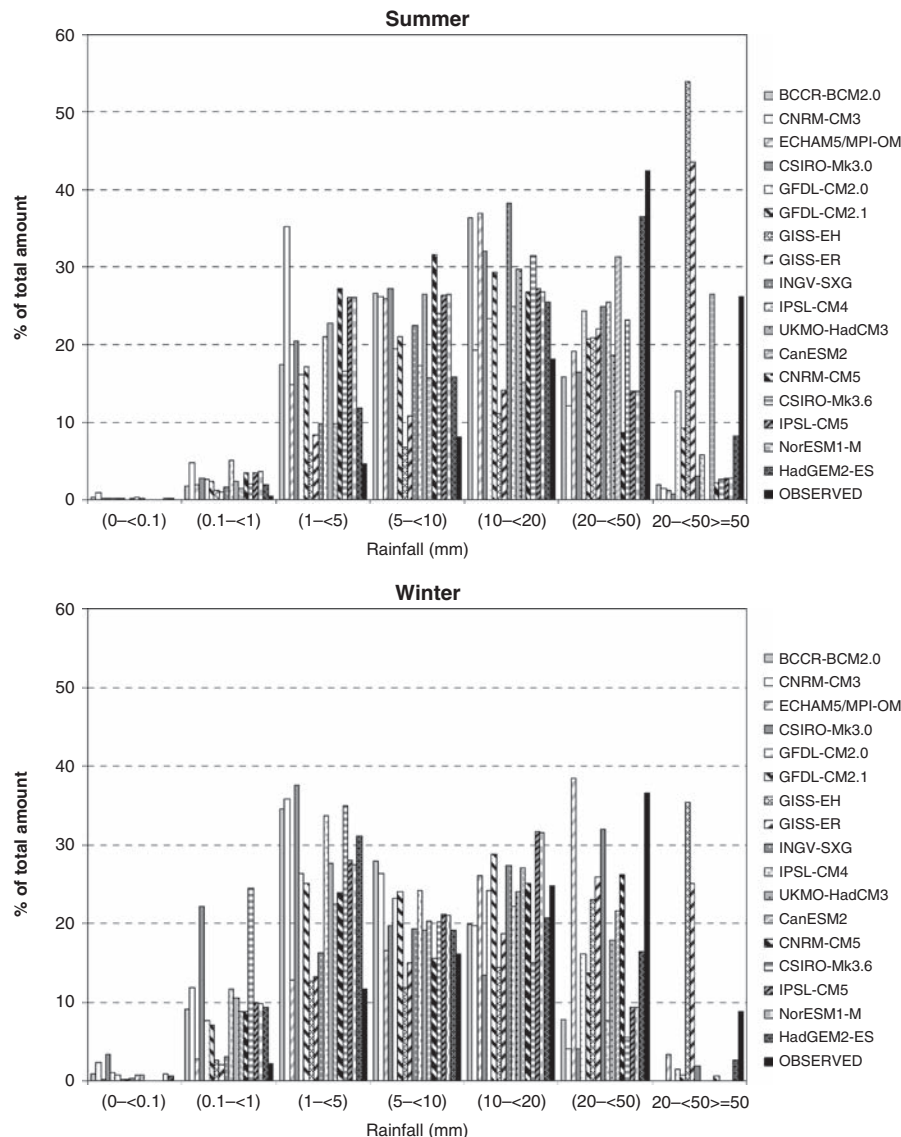 Summer
% of total amount
60
50
40
30
20
10
0
(0–<0.1)
(0.1–<1)
(1–<5)
(5–<10)
(10–<20)
(20–<50)
20–<50>=50
Rainfall (mm)
BCCR-BCM2.0
CNRM-CM3
ECHAM5/MPI-OM
CSIRO-Mk3.0
GFDL-CM2.0
GFDL-CM2.1
GISS-EH
GISS-ER
INGV-SXG
IPSL-CM4
UKMO-HadCM3
CanESM2
CNRM-CM5
CSIRO-Mk3.6
IPSL-CM5
NorESM1-M
HadGEM2-ES
OBSERVED
Winter
% of total amount
60
50
40
30
20
10
0
(0–<0.1)
(0.1–<1)
(1–<5)
(5–<10)
(10–<20)
(20–<50)
20–<50>=50
Rainfall (mm)
BCCR-BCM2.0
CNRM-CM3
ECHAM5/MPI-OM
CSIRO-Mk3.0
GFDL-CM2.0
GFDL-CM2.1
GISS-EH
GISS-ER
INGV-SXG
IPSL-CM4
UKMO-HadCM3
CanESM2
CNRM-CM5
CSIRO-Mk3.6
IPSL-CM5
NorESM1-M
HadGEM2-ES
OBSERVED